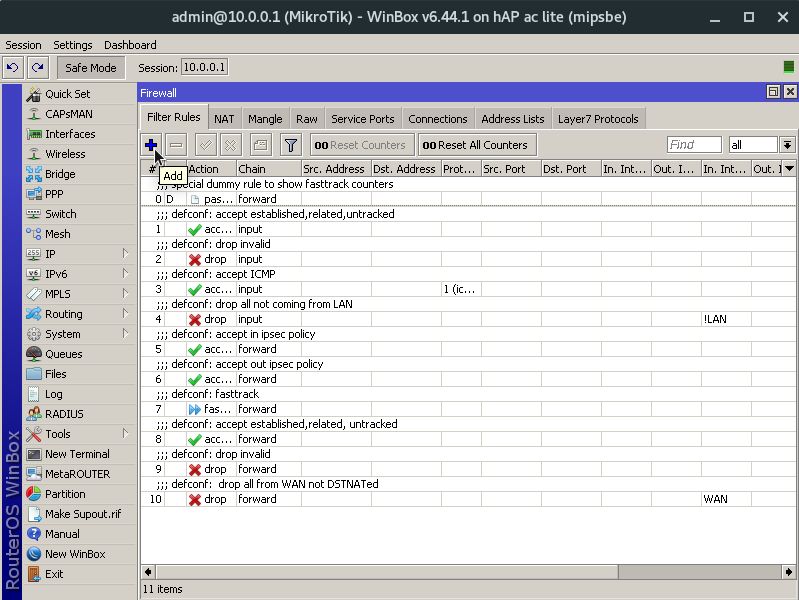 admin@10.0.0.1 (MikroTik) - WinBox v6.44.1 on hAP ac lite (mipsbe)
Session Settings Dashboard
Safe Mode Session: 10.0.0.1
Quick Set
CAPsMAN
Interfaces
Wireless
Bridge
PPP
Switch
Mesh
IP
IPv6
MPLS
Routing
System
Queues
Files
Log
RADIUS
Tools
New Terminal
MetaROUTER
Partition
Make Supout.rif
Manual
New WinBox
Exit
RouterOS WinBox
Firewall
Filter Rules NAT Mangle Raw Service Ports Connections Address Lists Layer7 Protocols
00 Reset Counters 00 Reset All Counters Find all
# Action Chain Src. Address Dst. Address Prot... Src. Port Dst. Port In. Int... Out. I... In. Int... Out. I
Add
;;; special dummy rule to show fasttrack counters
0 D pas... forward
;;; defconf: accept established,related,untracked
1 acc... input
;;; defconf: drop invalid
2 drop input
;;; defconf: accept ICMP
3 acc... input 1 (ic...
;;; defconf: drop all not coming from LAN
4 drop input !LAN
;;; defconf: accept in ipsec policy
5 acc... forward
;;; defconf: accept out ipsec policy
6 acc... forward
;;; defconf: fasttrack
7 fas... forward
;;; defconf: accept established,related, untracked
8 acc... forward
;;; defconf: drop invalid
9 drop forward
;;; defconf:  drop all from WAN not DSTNATed
10 drop forward WAN
11 items